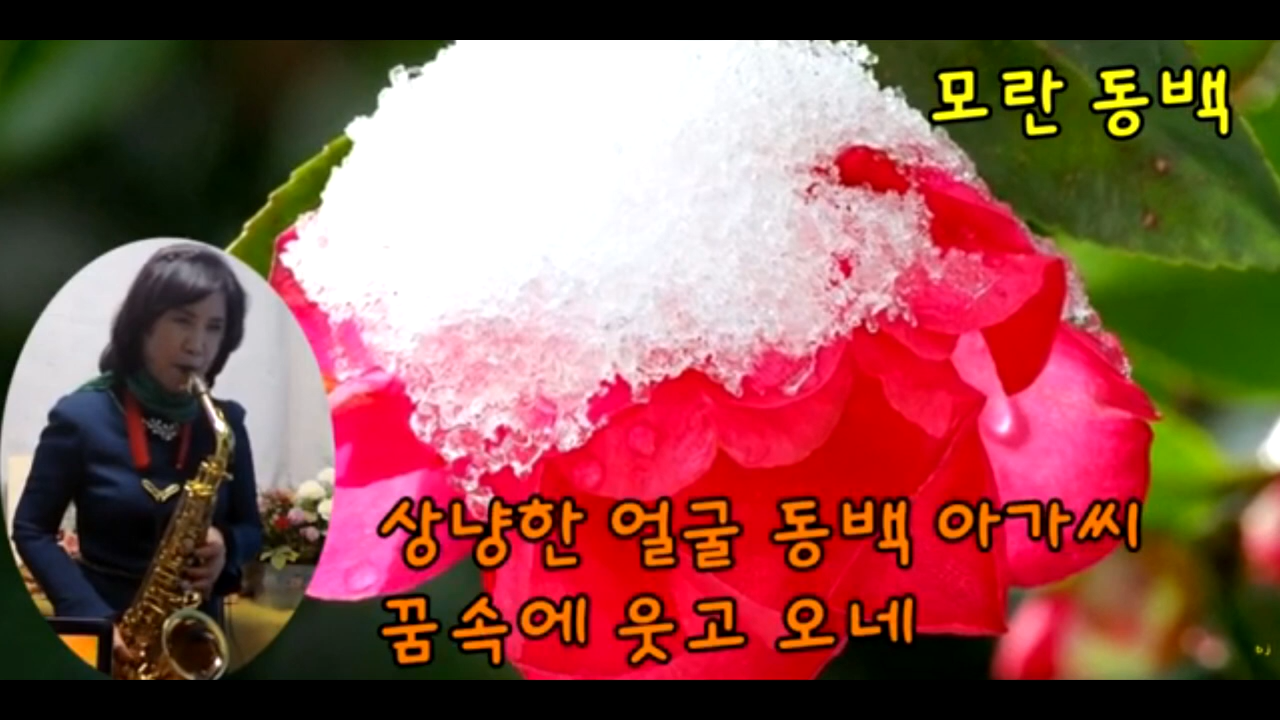 모란 동백
상냥한 얼굴 동백 아가씨
꿈속에 웃고 오네